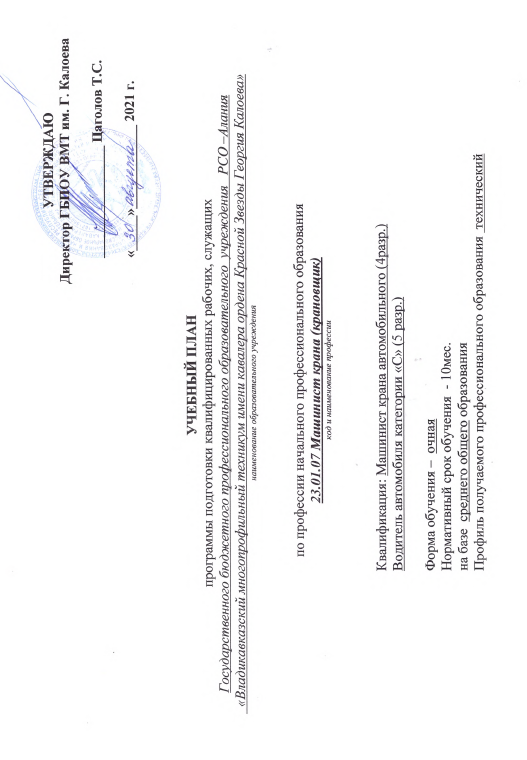 УТВЕРЖДАЮ
Директор ГБПОУ ВМТ им. Г. Калоева
Цаголов Т.С.
« 30 » августа 2021 г.
УЧЕБНЫЙ ПЛАН
программы подготовки квалифицированных рабочих, служащих
Государственного бюджетного профессионального образовательного учреждения РСО –Алания
«Владикавказский многопрофильный техникум имени кавалера ордена Красной Звезды Георгия Калоева»
наименование образовательного учреждения
по профессии начального профессионального образования
23.01.07 Машинист крана (крановщик)
код и наименование профессии
Квалификация: Машинист крана автомобильного (4разр.)
Водитель автомобиля категории «С» (5 разр.)
Форма обучения – очная
Нормативный срок обучения - 10мес.
на базе среднего общего образования
Профиль получаемого профессионального образования технический